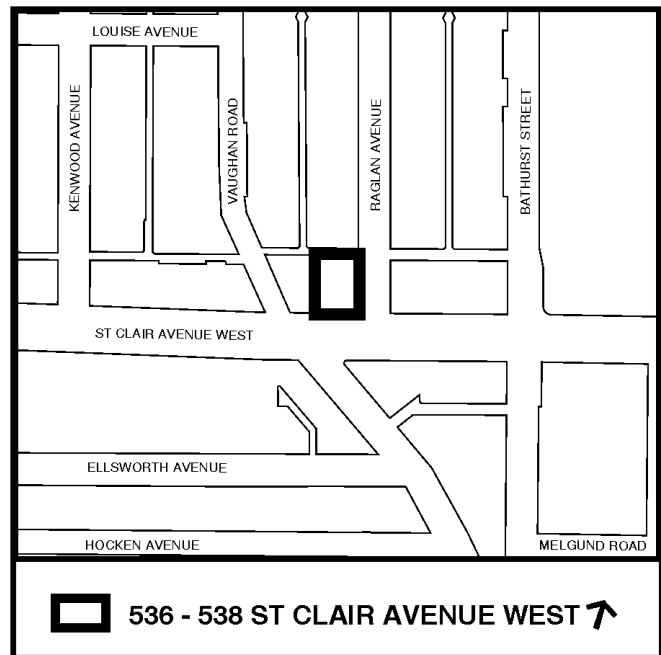 LOUISE AVENUE
KENWOOD AVENUE
VAUGHAN ROAD
RAGLAN AVENUE
BATHURST STREET
ST CLAIR AVENUE WEST
ELLSWORTH AVENUE
HOCKEN AVENUE
MELGUND ROAD
536 - 538 ST CLAIR AVENUE WEST